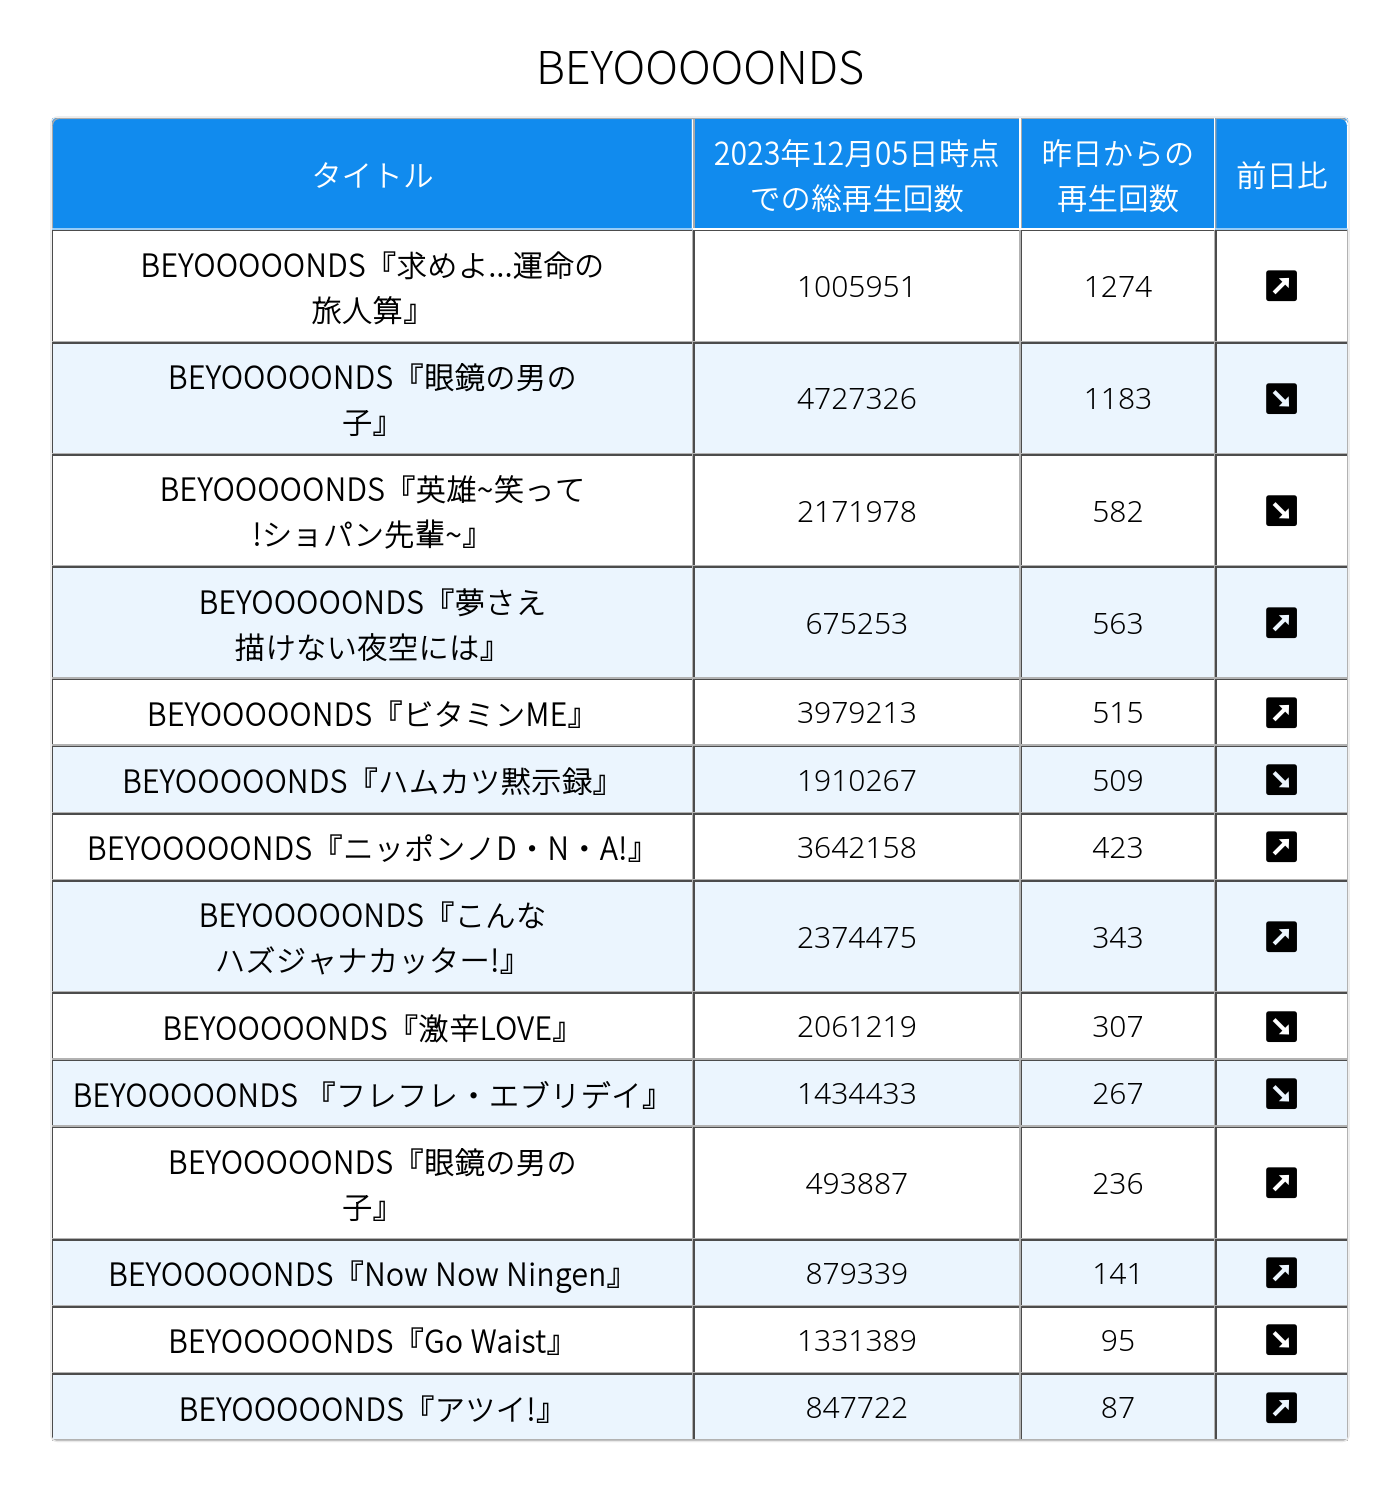 BEYOOOOONDS
タイトル
2023年12月05日時点
での総再生回数
昨日からの
再生回数
前日比
BEYOOOOONDS『求めよ...運命の
旅人算』
1005951
1274
BEYOOOOONDS『眼鏡の男の
子』
4727326
1183
BEYOOOOONDS『英雄~笑って
!ショパン先輩~』
2171978
582
BEYOOOOONDS『夢さえ
描けない夜空には』
675253
563
BEYOOOOONDS『ビタミンME』
3979213
515
BEYOOOOONDS『ハムカツ黙示録』
1910267
509
BEYOOOOONDS『ニッポンノD・N・A!』
3642158
423
BEYOOOOONDS『こんな
ハズジャナカッター!』
2374475
343
BEYOOOOONDS『激辛LOVE』
2061219
307
BEYOOOOONDS 『フレフレ・エブリデイ』
1434433
267
BEYOOOOONDS『眼鏡の男の
子』
493887
236
BEYOOOOONDS『Now Now Ningen』
879339
141
BEYOOOOONDS『Go Waist』
1331389
95
BEYOOOOONDS『アツイ!』
847722
87